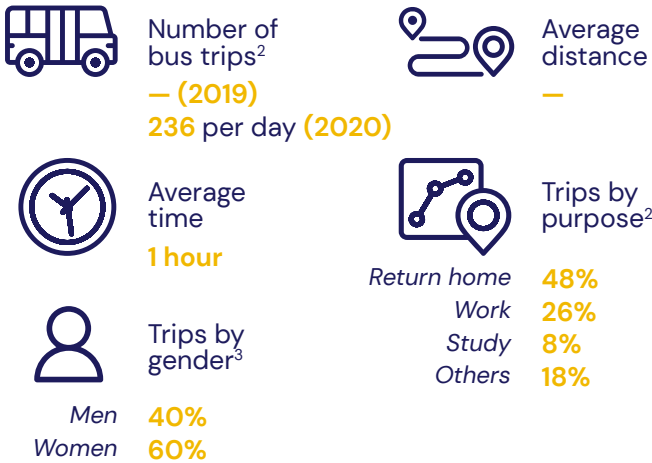 Number of
bus trips²
— (2019)
236 per day (2020)
Average
distance
—
Average
time
1 hour
Trips by
purpose²
Return home 48%
Work 26%
Study 8%
Others 18%
Trips by
gender³
Men 40%
Women 60%